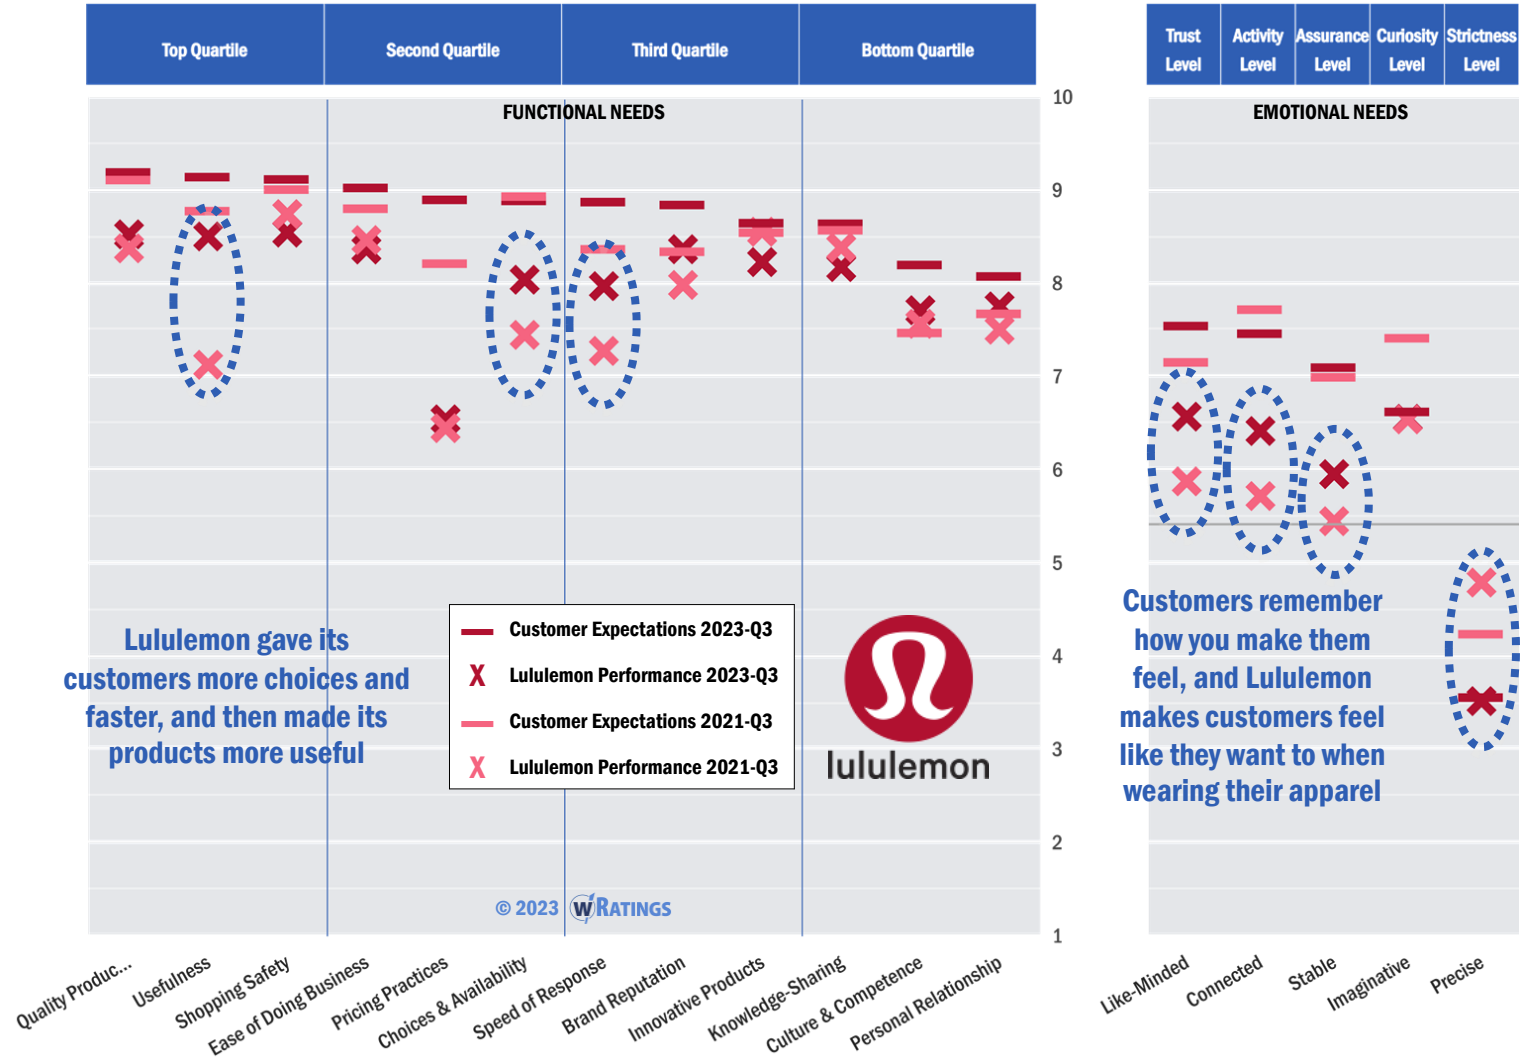 Top Quartile
Second Quartile
Third Quartile
Bottom Quartile
Trust
Level
Activity
Level
Assurance
Level
Curiosity
Level
Strictness
Level
FUNCTIONAL NEEDS
EMOTIONAL NEEDS
10
9
8
7
6
5
4
3
2
1
Lululemon gave its
customers more choices and
faster, and then made its
products more useful
Customer Expectations 2023-Q3
Lululemon Performance 2023-Q3
Customer Expectations 2021-Q3
Lululemon Performance 2021-Q3
lululemon
Customers remember
how you make them
feel, and Lululemon
makes customers feel
like they want to when
wearing their apparel
© 2023 wRATINGS
Quality Produc...
Usefulness
Shopping Safety
Ease of Doing Business
Pricing Practices
Choices & Availability
Speed of Response
Brand Reputation
Innovative Products
Knowledge-Sharing
Culture & Competence
Personal Relationship
Like-Minded
Connected
Stable
Imaginative
Precise